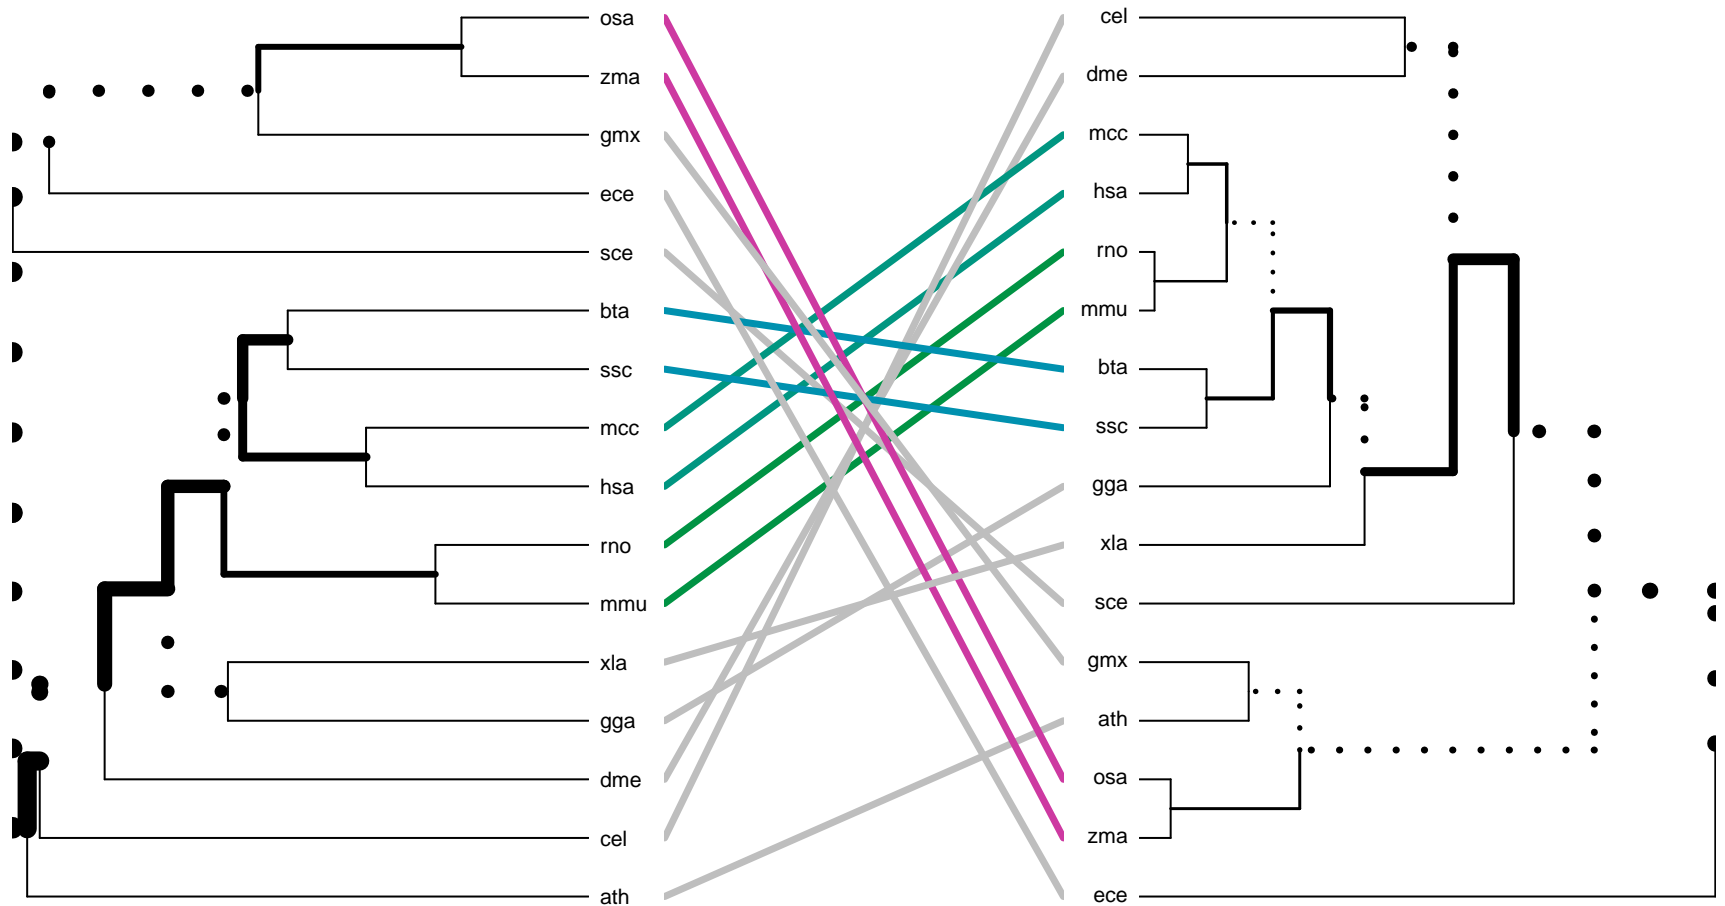 osa
zma
gmx
ece
sce
bta
ssc
mcc
hsa
rno
mmu
xla
gga
dme
cel
ath
cel
dme
mcc
hsa
rno
mmu
bta
ssc
gga
xla
sce
gmx
ath
osa
zma
ece